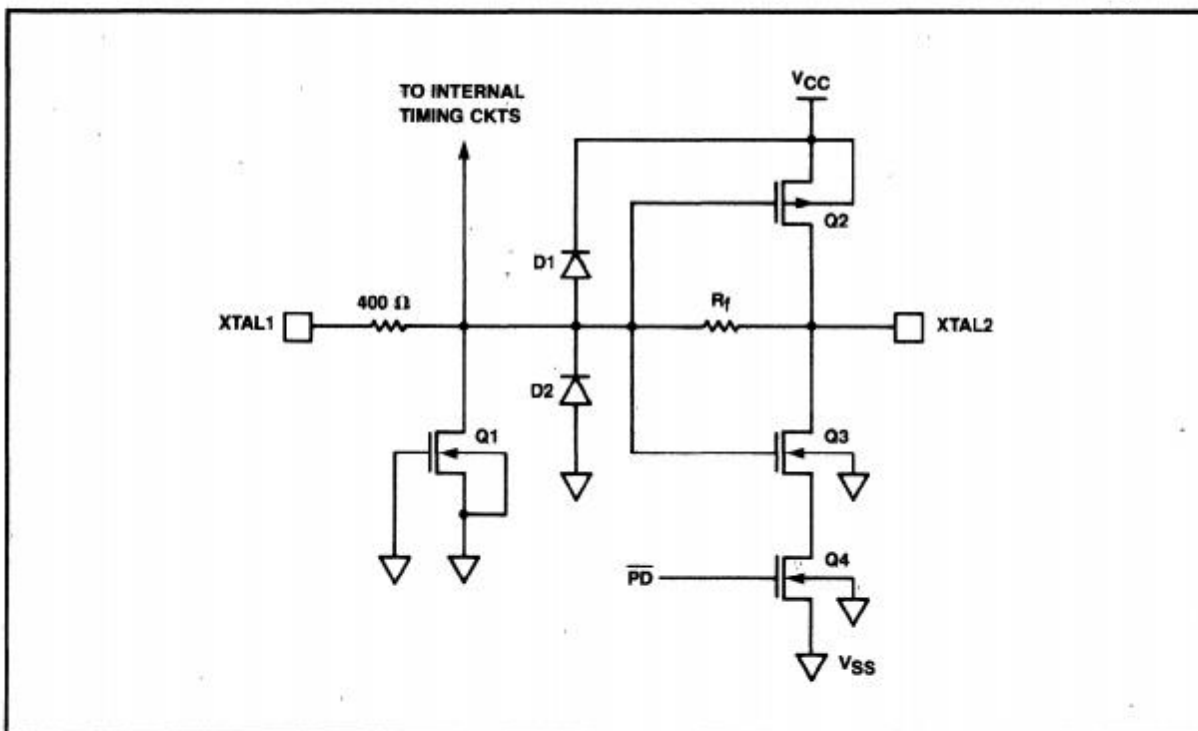 TO INTERNAL
TIMING CKTS
VCC
Q2
D1
400 Ω
Rf
XTAL1
XTAL2
D2
Q1
Q3
Q4
PD
VSS